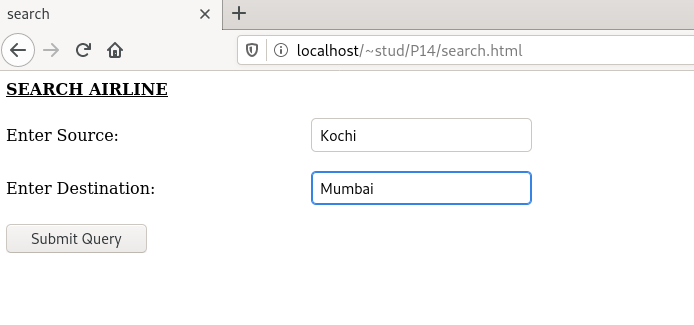 search
localhost/~stud/P14/search.html
SEARCH AIRLINE
Enter Source: Kochi
Enter Destination: Mumbai
Submit Query